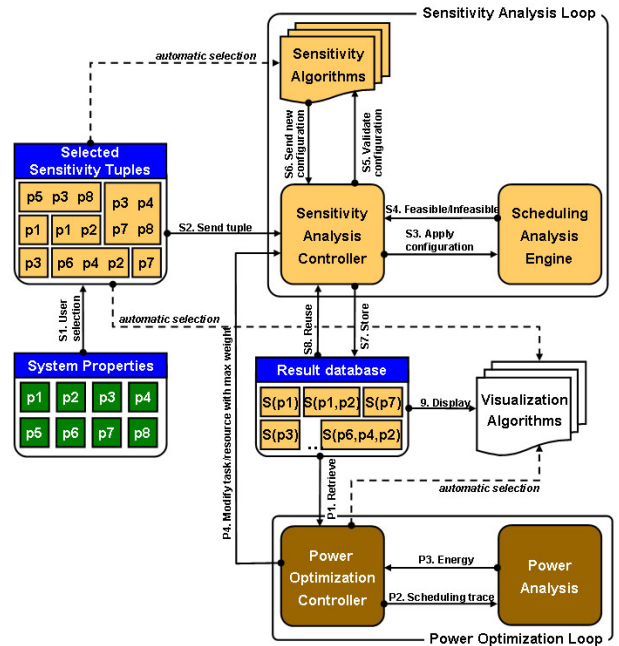 Sensitivity Analysis Loop
automatic selection
Sensitivity
Algorithms
S6. Send new
configuration
S5. Validate
configuration
Selected
Sensitivity Tuples
p5 p3 p8
p3 p4
p7 p8
p1
p1 p2
p3
p6 p4 p2
p7
S2. Send tuple
Sensitivity
Analysis
Controller
S4. Feasible/Infeasible
S3. Apply
configuration
Scheduling
Analysis
Engine
S1. User
selection
automatic selection
S8. Reuse
S7. Store
System Properties
p1 p2 p3 p4
p5 p6 p7 p8
Result database
S(p1) S(p1,p2) S(p7)
S(p3) .. S(p6,p4,p2)
9. Display
Visualization
Algorithms
P4. Modify task/resource with max weight
P1. Retrieve
automatic selection
Power
Optimization
Controller
P3. Energy
P2. Scheduling trace
Power
Analysis
Power Optimization Loop